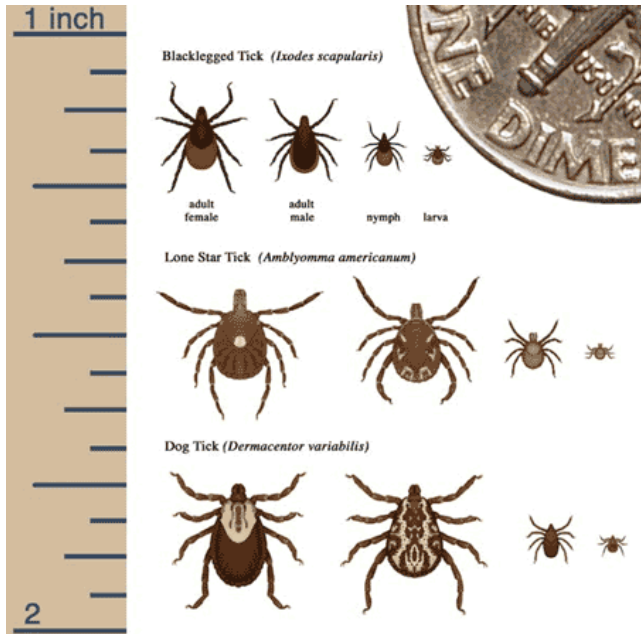 1 inch
Blacklegged Tick (Ixodes scapularis)
ONE DIME
adult female
adult male
nymph
larva
Lone Star Tick (Amblyomma americanum)
Dog Tick (Dermacentor variabilis)
2